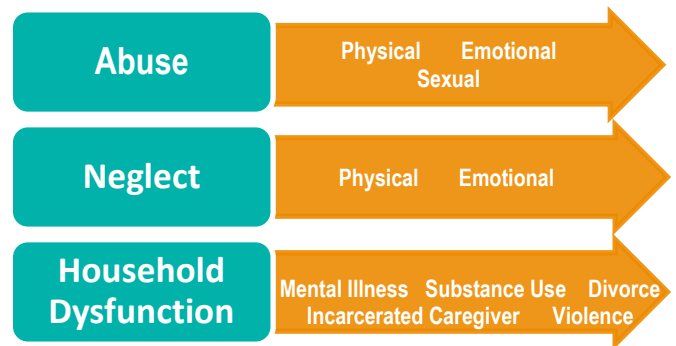 Abuse
Physical Emotional
Sexual
Neglect
Physical Emotional
Household
Dysfunction
Mental Illness Substance Use Divorce
Incarcerated Caregiver Violence